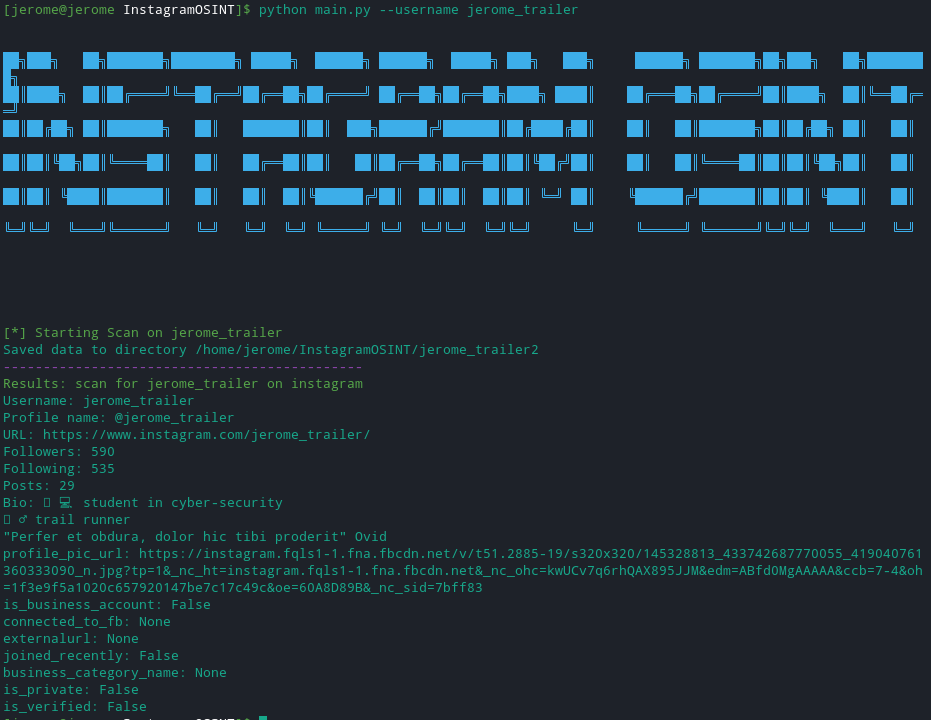 [jerome@jerome InstagramOSINT]$ python main.py --username jerome_trailer
INSTAGRAM OSINT
[*] Starting Scan on jerome_trailer
Saved data to directory /home/jerome/InstagramOSINT/jerome_trailer2
---------------------------------------------
Results: scan for jerome_trailer on instagram
Username: jerome_trailer
Profile name: @jerome_trailer
URL: https://www.instagram.com/jerome_trailer/
Followers: 590
Following: 535
Posts: 29
Bio: 💻 student in cyber-security
♂ trail runner
"Perfer et obdura, dolor hic tibi proderit" Ovid
profile_pic_url: https://instagram.fqls1-1.fna.fbcdn.net/v/t51.2885-19/s320x320/145328813_433742687770055_419040761
360333090_n.jpg?tp=1&_nc_ht=instagram.fqls1-1.fna.fbcdn.net&_nc_ohc=kwUCv7q6rhQAX895JJM&edm=ABfd0MgAAAAA&ccb=7-4&oh
=1f3e9f5a1020c657920147be7c17c49c&oe=60A8D89B&_nc_sid=7bff83
is_business_account: False
connected_to_fb: None
externalurl: None
joined_recently: False
business_category_name: None
is_private: False
is_verified: False